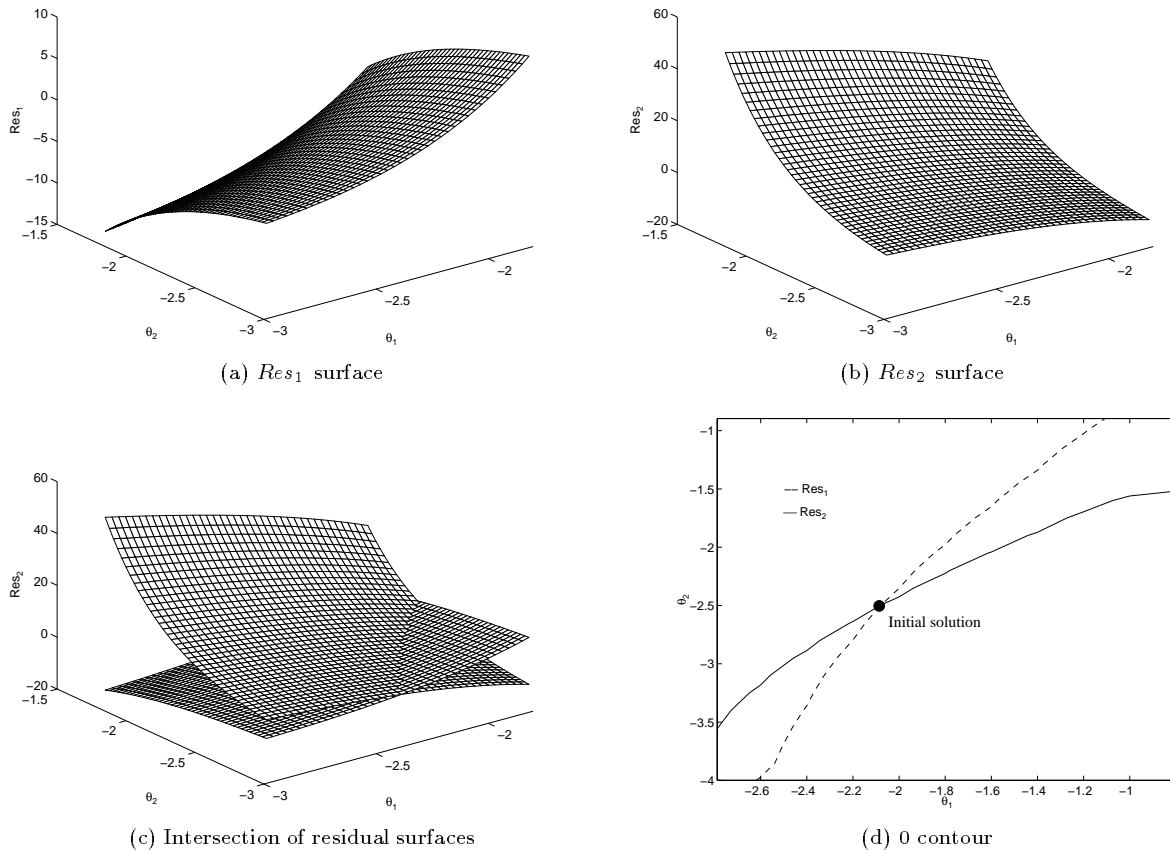 10
5
0
−5
−10
−15
−1.5
−2
−2.5
−3
−3
−2.5
−2
Res₁
θ₂
θ₁
(a) Res₁ surface
60
40
20
0
−20
−1.5
−2
−2.5
−3
−3
−2.5
−2
Res₂
θ₂
θ₁
(b) Res₂ surface
60
40
20
0
−20
−1.5
−2
−2.5
−3
−3
−2.5
−2
Res₂
θ₂
θ₁
(c) Intersection of residual surfaces
−1
−1.5
−2
−2.5
−3
−3.5
−4
θ₂
−− Res₁
— Res₂
Initial solution
−2.6 −2.4 −2.2 −2 −1.8 −1.6 −1.4 −1.2 −1
θ₁
(d) 0 contour